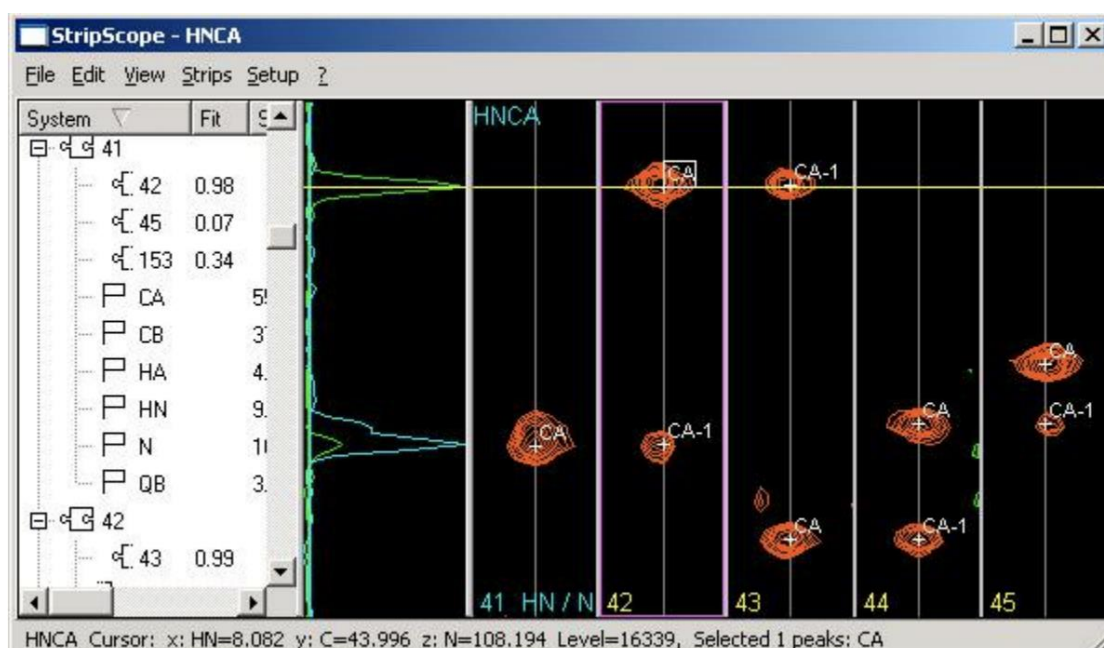 StripScope - HNCA
File Edit View Strips Setup ?
System Fit
41
42 0.98
45 0.07
153 0.34
CA
CB
HA 4.
HN 9.
N
QB 3.
42
43 0.99
HNCA
CA CA-1
CA
CA CA-1 CA CA-1
CA CA-1
41 HN / N 42 43 44 45
HNCA Cursor: x: HN=8.082 y: C=43.996 z: N=108.194 Level=16339, Selected 1 peaks: CA